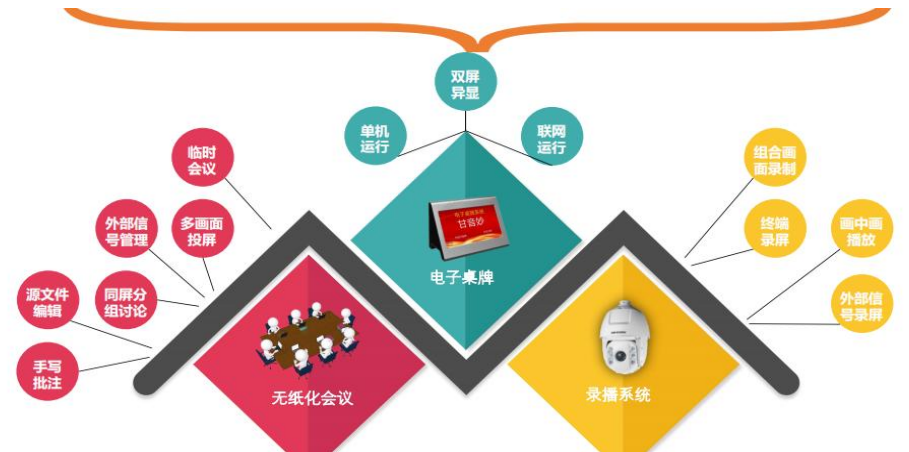 双屏
异显
单机
运行
联网
运行
临时
会议
组合画
面录制
外部信
号管理
多画面
投屏
终端
录屏
画中画
播放
源文件
编辑
同屏分
组讨论
外部信
号录屏
手写
批注
电子桌牌
无纸化会议
录播系统